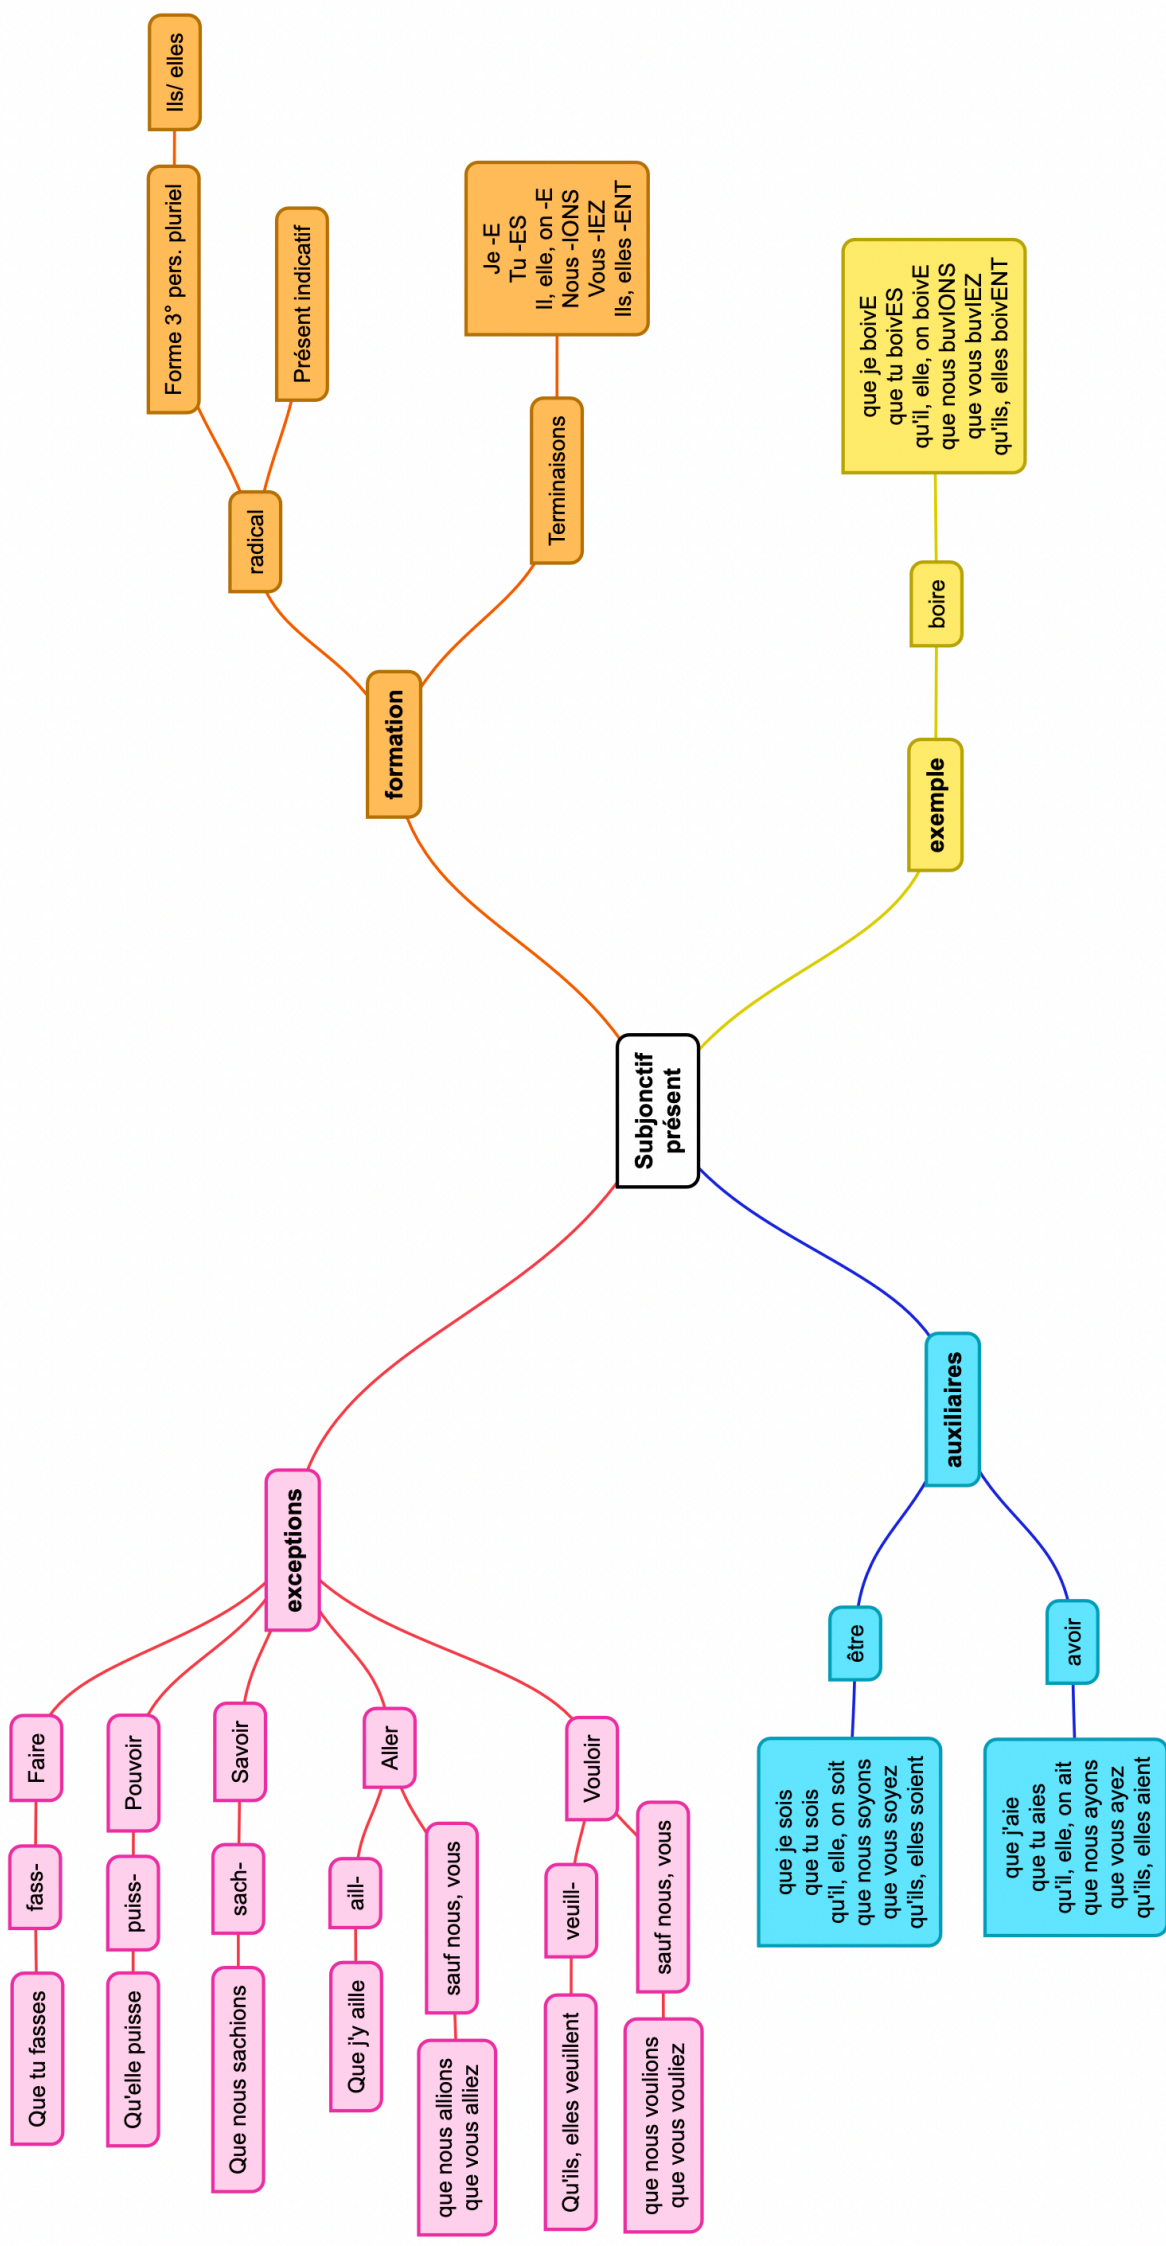 Subjonctif
présent
formation
radical
Forme 3° pers. pluriel
Ils/ elles
Présent indicatif
Terminaisons
Je -E
Tu -ES
Il, elle, on -E
Nous -IONS
Vous -IEZ
Ils, elles -ENT
exemple
boire
que je boivE
que tu boivES
qu'il, elle, on boivE
que nous buvIONS
que vous buvIEZ
qu'ils, elles boivENT
exceptions
Faire
fass-
Que tu fasses
Pouvoir
puiss-
Qu'elle puisse
Savoir
sach-
Que nous sachions
Aller
aill-
Que j'y aille
sauf nous, vous
que nous allions
que vous alliez
Vouloir
veuill-
Qu'ils, elles veuillent
sauf nous, vous
que nous voulions
que vous vouliez
auxiliaires
être
que je sois
que tu sois
qu'il, elle, on soit
que nous soyons
que vous soyez
qu'ils, elles soient
avoir
que j'aie
que tu aies
qu'il, elle, on ait
que nous ayons
que vous ayez
qu'ils, elles aient